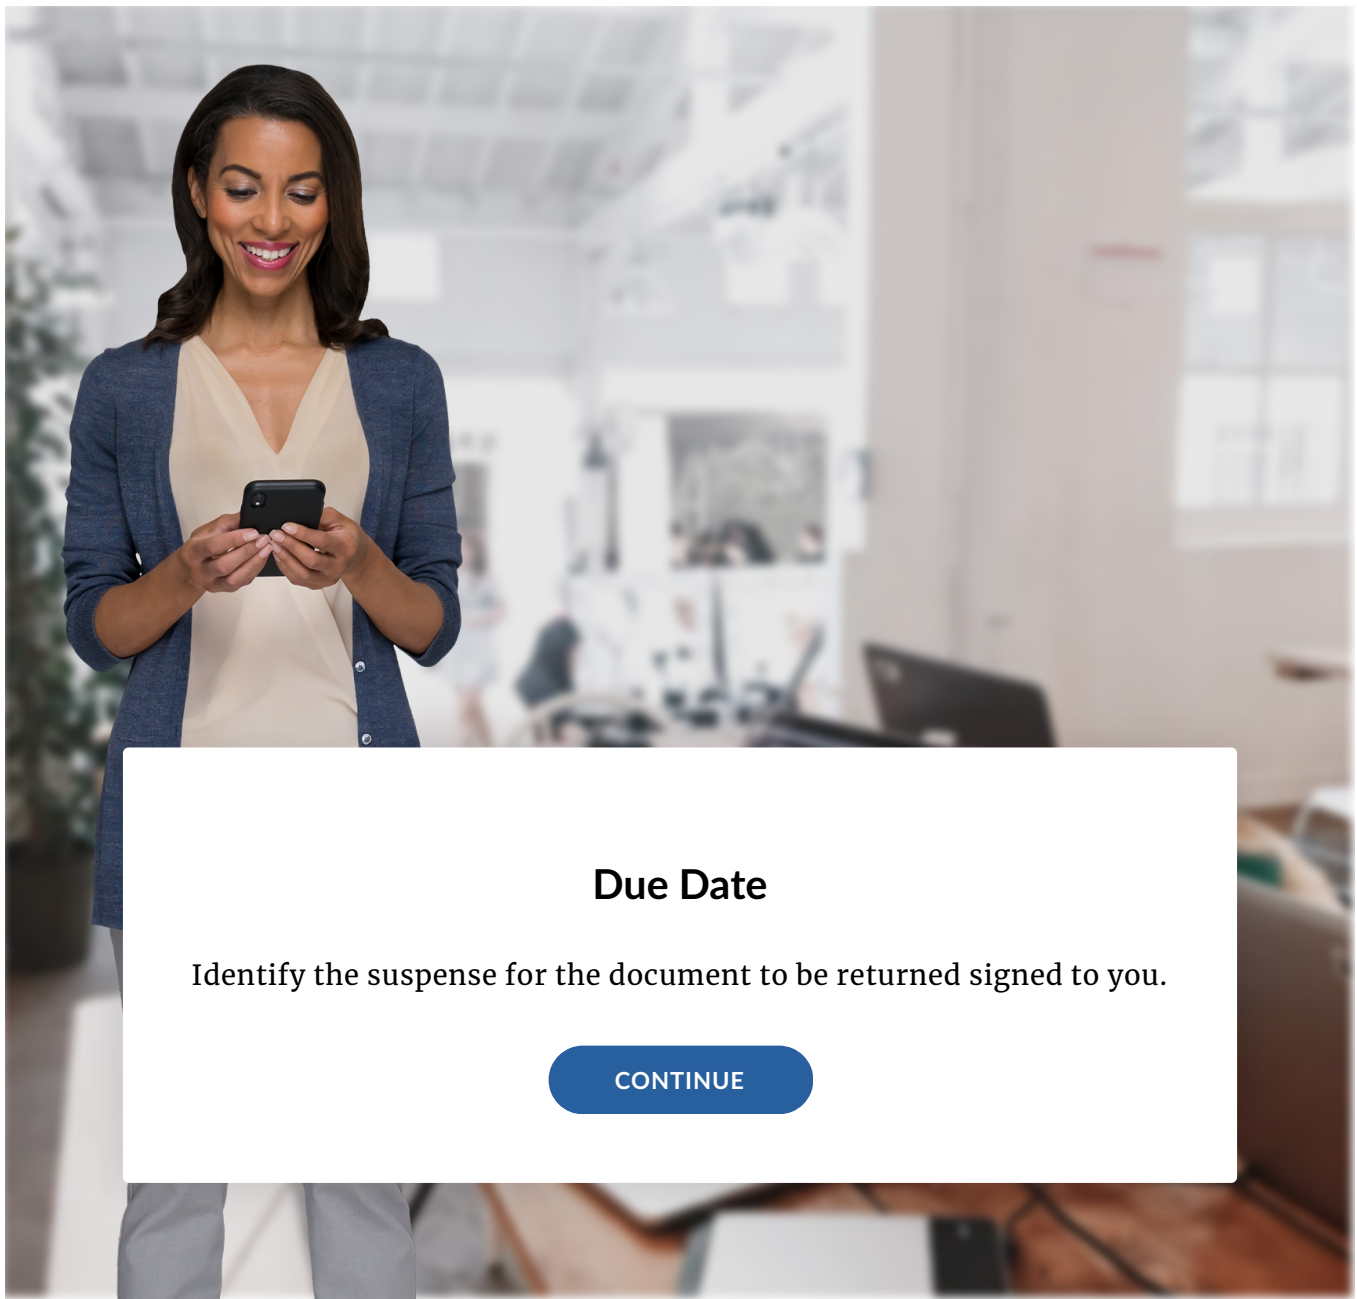 Due Date
Identify the suspense for the document to be returned signed to you.
CONTINUE